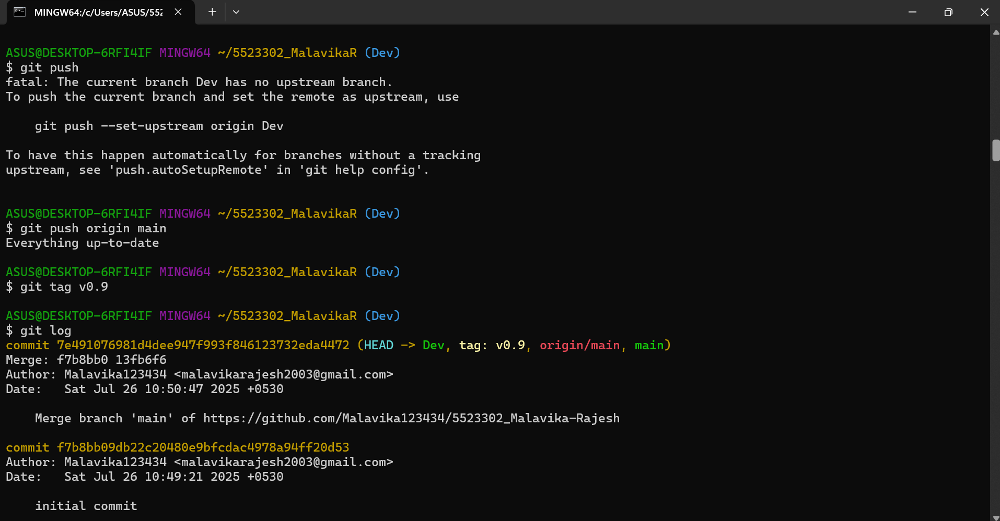 MINGW64:/c/Users/ASUS/552
ASUS@DESKTOP-6RFI4IF MINGW64 ~/5523302_MalavikaR (Dev)
$ git push
fatal: The current branch Dev has no upstream branch.
To push the current branch and set the remote as upstream, use
    git push --set-upstream origin Dev
To have this happen automatically for branches without a tracking
upstream, see 'push.autoSetupRemote' in 'git help config'.
ASUS@DESKTOP-6RFI4IF MINGW64 ~/5523302_MalavikaR (Dev)
$ git push origin main
Everything up-to-date
ASUS@DESKTOP-6RFI4IF MINGW64 ~/5523302_MalavikaR (Dev)
$ git tag v0.9
ASUS@DESKTOP-6RFI4IF MINGW64 ~/5523302_MalavikaR (Dev)
$ git log
commit 7e491076981d4dee947f993f846123732eda4472 (HEAD -> Dev, tag: v0.9, origin/main, main)
Merge: f7b8bb0 13fb6f6
Author: Malavika123434 <malavikarajesh2003@gmail.com>
Date:   Sat Jul 26 10:50:47 2025 +0530
    Merge branch 'main' of https://github.com/Malavika123434/5523302_Malavika-Rajesh
commit f7b8bb09db22c20480e9bfcdac4978a94ff20d53
Author: Malavika123434 <malavikarajesh2003@gmail.com>
Date:   Sat Jul 26 10:49:21 2025 +0530
    initial commit